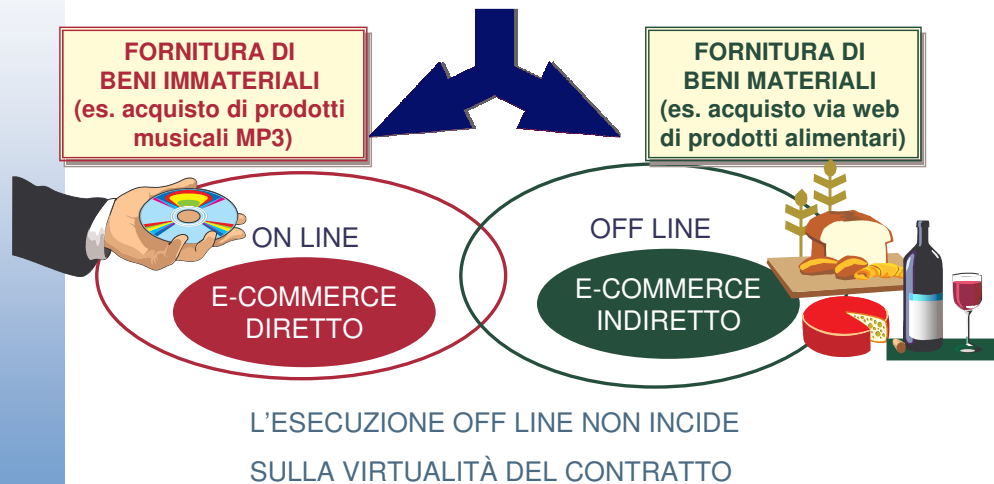 FORNITURA DI
BENI IMMATERIALI
(es. acquisto di prodotti
musicali MP3)
FORNITURA DI
BENI MATERIALI
(es. acquisto via web
di prodotti alimentari)
ON LINE
E-COMMERCE
DIRETTO
OFF LINE
E-COMMERCE
INDIRETTO
L'ESECUZIONE OFF LINE NON INCIDE
SULLA VIRTUALITÀ DEL CONTRATTO